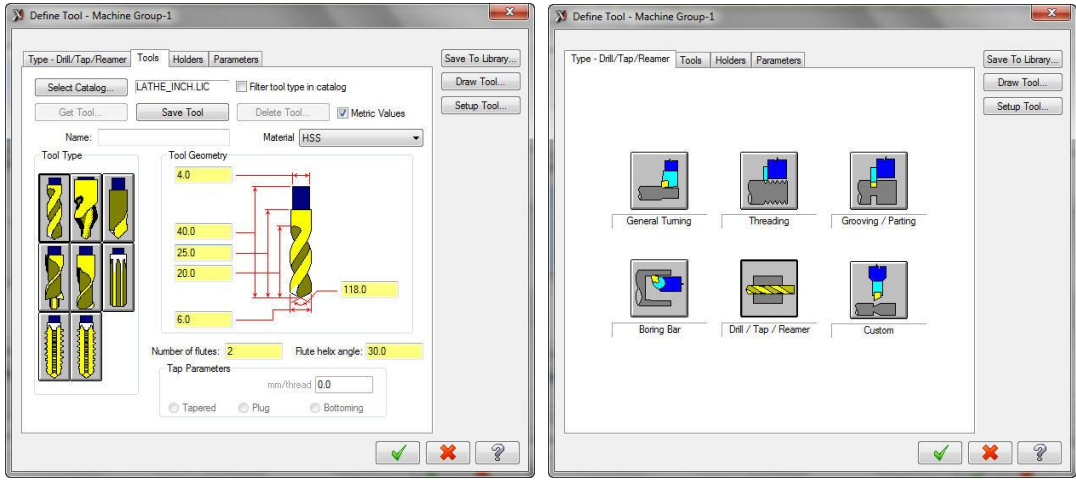 Define Tool - Machine Group-1
Type - Drill/Tap/Reamer Tools Holders Parameters
Save To Library...
Select Catalog... LATHE_INCH.LIC Filter tool type in catalog
Draw Tool...
Get Tool... Save Tool Delete Tool... Metric Values
Setup Tool...
Name: Material HSS
Tool Type Tool Geometry
4.0
40.0
25.0
20.0
118.0
6.0
Number of flutes: 2 Flute helix angle: 30.0
Tap Parameters
mm/thread 0.0
Tapered Plug Bottoming
Define Tool - Machine Group-1
Type - Drill/Tap/Reamer Tools Holders Parameters
Save To Library...
Draw Tool...
Setup Tool...
General Turning Threading Grooving / Parting
Boring Bar Drill / Tap / Reamer Custom